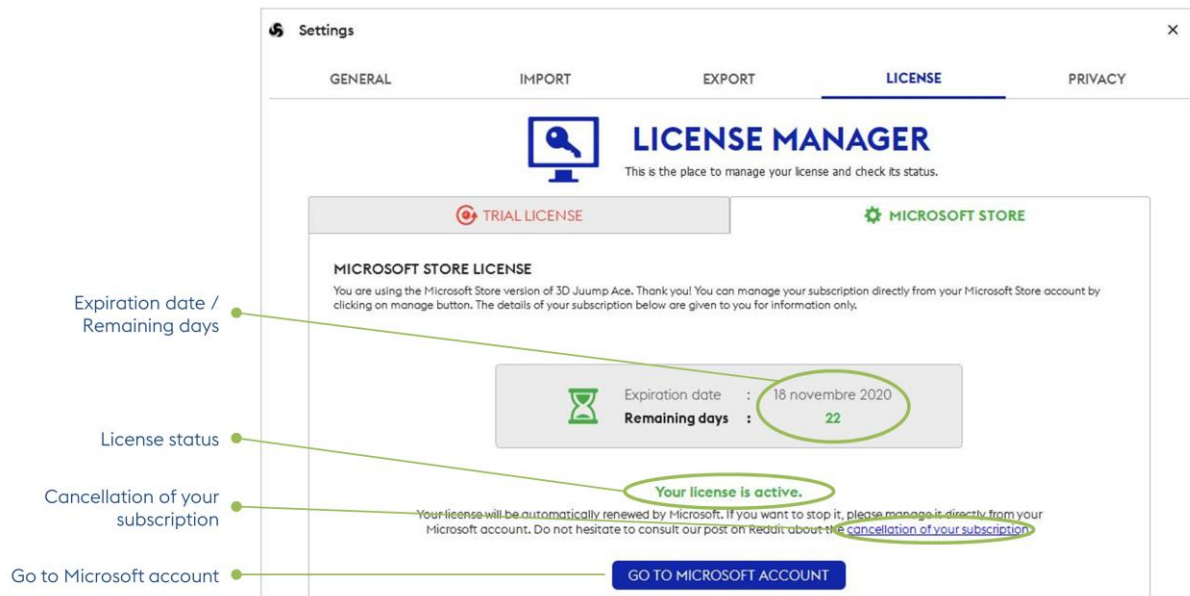 Settings
×
GENERAL IMPORT EXPORT LICENSE PRIVACY
LICENSE MANAGER
This is the place to manage your license and check its status.
TRIAL LICENSE MICROSOFT STORE
MICROSOFT STORE LICENSE
You are using the Microsoft Store version of 3D Juump Ace. Thank you! You can manage your subscription directly from your Microsoft Store account by
clicking on manage button. The details of your subscription below are given to you for information only.
Expiration date /
Remaining days
Expiration date : 18 novembre 2020
Remaining days : 22
License status
Your license is active.
Cancellation of your
subscription
Your license will be automatically renewed by Microsoft. If you want to stop it, please manage it directly from your
Microsoft account. Do not hesitate to consult our post on Reddit about the cancellation of your subscription.
Go to Microsoft account
GO TO MICROSOFT ACCOUNT